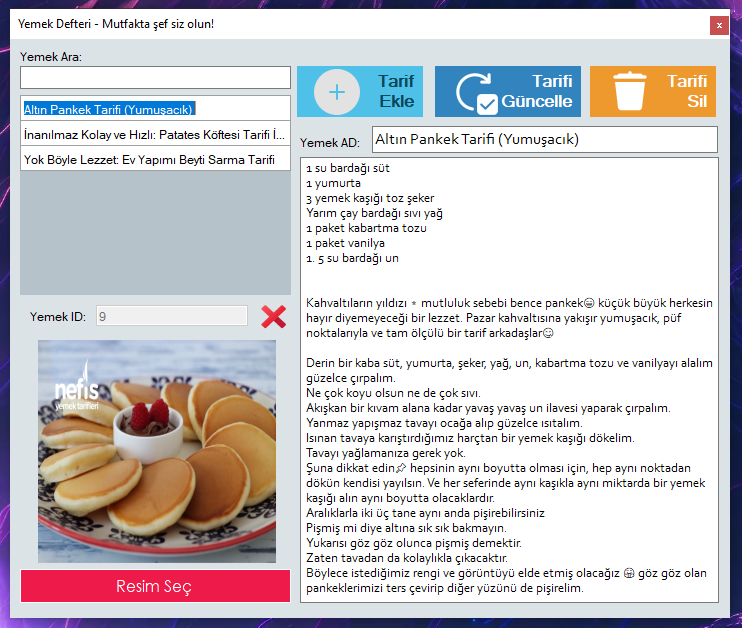 Yemek Defteri - Mutfakta şef siz olun!
x
Yemek Ara:
Altın Pankek Tarifi (Yumuşacık)
İnanılmaz Kolay ve Hızlı: Patates Köftesi Tarifi İ...
Yok Böyle Lezzet: Ev Yapımı Beyti Sarma Tarifi
Yemek ID:
9
nefis
yemek tarifleri
Resim Seç
Tarif
Ekle
Tarifi
Güncelle
Tarifi
Sil
Yemek AD:
Altın Pankek Tarifi (Yumuşacık)
1 su bardağı süt
1 yumurta
3 yemek kaşığı toz şeker
Yarım çay bardağı sıvı yağ
1 paket kabartma tozu
1 paket vanilya
1. 5 su bardağı un
Kahvaltıların yıldızı ⭐ mutluluk sebebi bence pankek😀 küçük büyük herkesin
hayır diyemeyeceği bir lezzet. Pazar kahvaltısına yakışır yumuşacık, püf
noktalarıyla ve tam ölçülü bir tarif arkadaşlar😋
Derin bir kaba süt, yumurta, şeker, yağ, un, kabartma tozu ve vanilyayı alalım
güzelce çırpalım.
Ne çok koyu olsun ne de çok sıvı.
Akışkan bir kıvam alana kadar yavaş yavaş un ilavesi yaparak çırpalım.
Yanmaz yapışmaz tavayı ocağa alıp güzelce ısıtalım.
Isınan tavaya karıştırdığımız harçtan bir yemek kaşığı dökelim.
Tavayı yağlamanıza gerek yok.
Şuna dikkat edin📌 hepsinin aynı boyutta olması için, hep aynı noktadan
dökün kendisi yayılsın. Ve her seferinde aynı kaşıkla aynı miktarda bir yemek
kaşığı alın aynı boyutta olacaklardır.
Aralıklarla iki üç tane aynı anda pişirebilirsiniz
Pişmiş mi diye altına sık sık bakmayın.
Yukarısı göz göz olunca pişmiş demektir.
Zaten tavadan da kolaylıkla çıkacaktır.
Böylece istediğimiz rengi ve görüntüyü elde etmiş olacağız 😀 göz göz olan
pankeklerimizi ters çevirip diğer yüzünü de pişirelim.